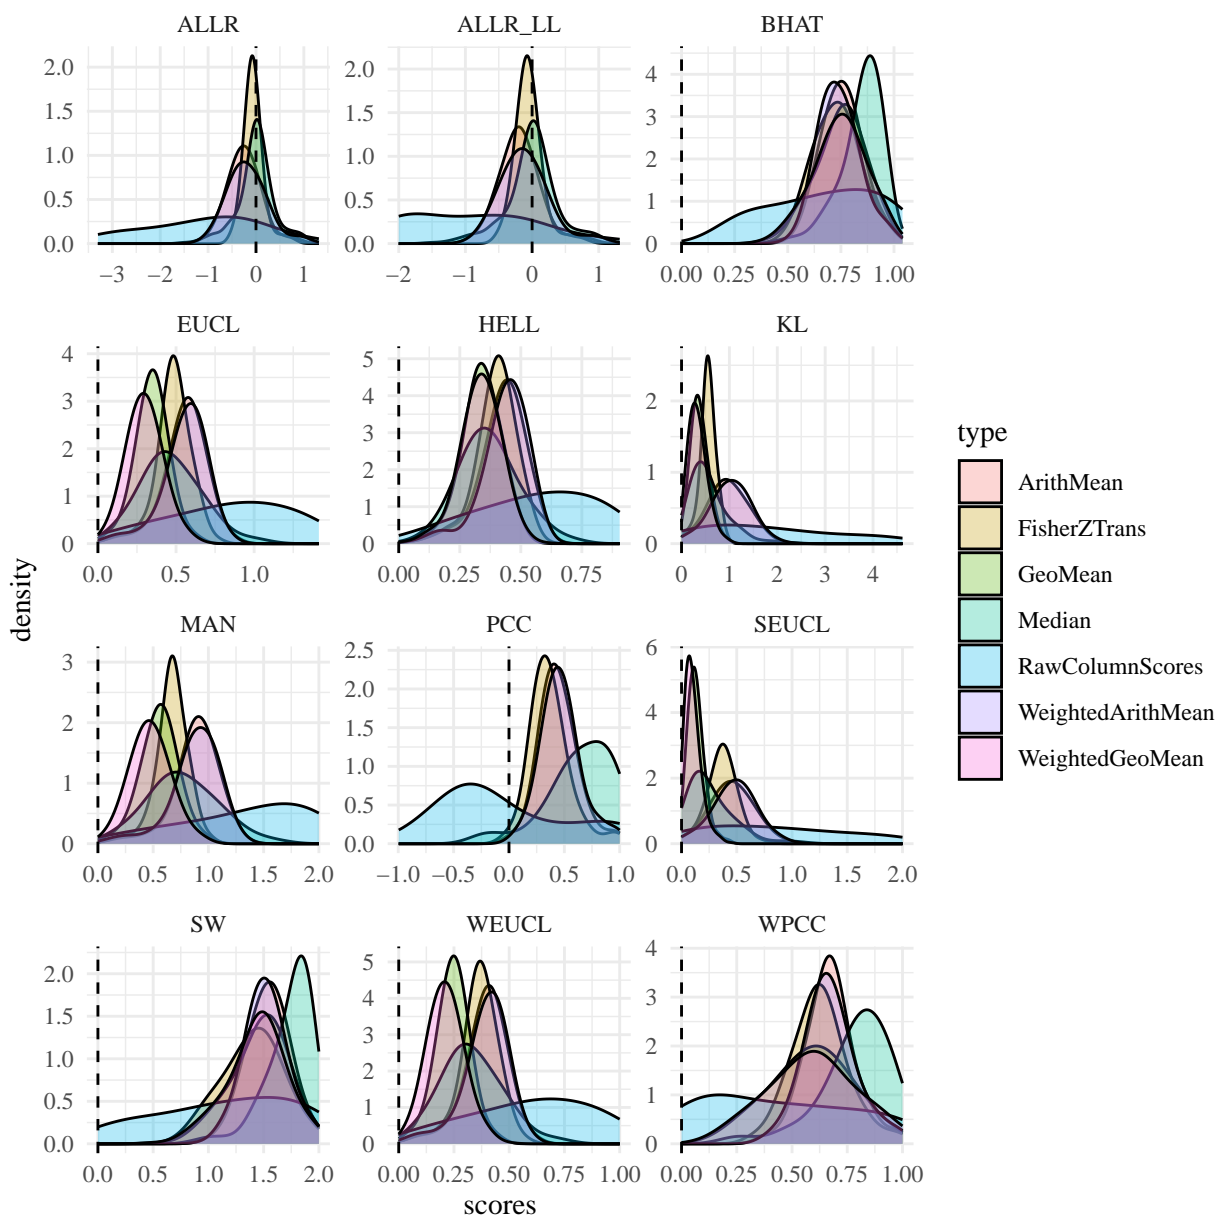 ALLR ALLR_LL BHAT
2.0 1.5 1.0 0.5 0.0
−3 −2 −1 0 1
2.0 1.5 1.0 0.5 0.0
−2 −1 0 1
4 3 2 1 0
0.00 0.25 0.50 0.75 1.00
EUCL HELL KL
4 3 2 1 0
0.0 0.5 1.0
5 4 3 2 1 0
0.00 0.25 0.50 0.75
2 1 0
0 1 2 3 4
MAN PCC SEUCL
3 2 1 0
0.0 0.5 1.0 1.5 2.0
2.5 2.0 1.5 1.0 0.5 0.0
−1.0 −0.5 0.0 0.5 1.0
6 4 2 0
0.0 0.5 1.0 1.5 2.0
SW WEUCL WPCC
2.0 1.5 1.0 0.5 0.0
0.0 0.5 1.0 1.5 2.0
5 4 3 2 1 0
0.00 0.25 0.50 0.75 1.00
4 3 2 1 0
0.00 0.25 0.50 0.75 1.00
density
scores
type
ArithMean
FisherZTrans
GeoMean
Median
RawColumnScores
WeightedArithMean
WeightedGeoMean